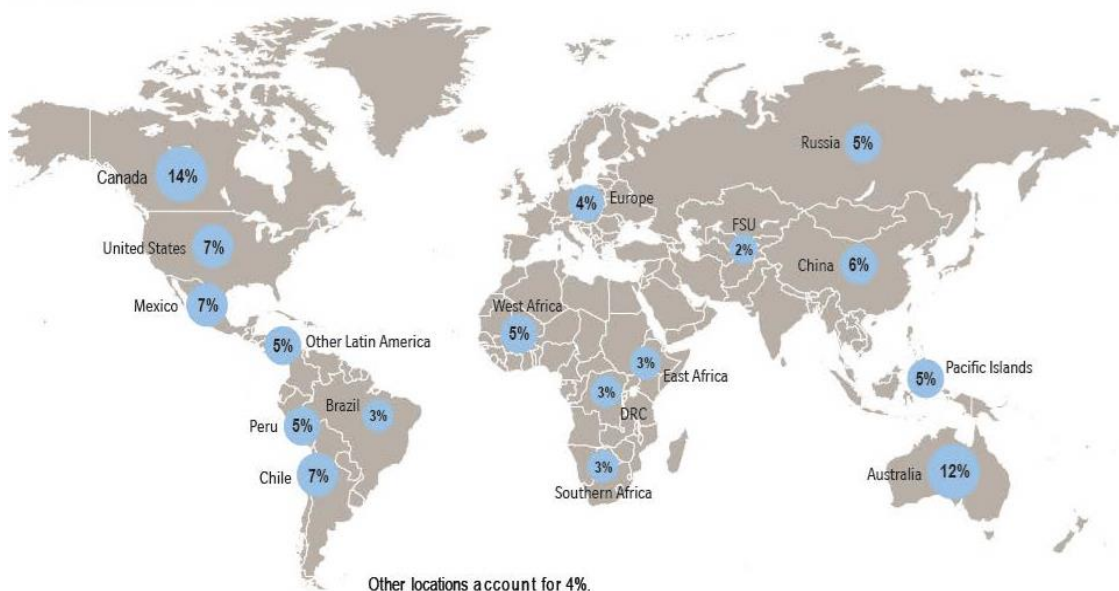 Russia
5%
Canada
14%
4%
Europe
FSU
2%
United States
7%
China
6%
Mexico
7%
West Africa
5%
Other Latin America
5%
3%
East Africa
Pacific Islands
5%
3%
DRC
Brazil
3%
Peru
5%
Chile
7%
3%
Southern Africa
Australia
12%
Other locations account for 4%.